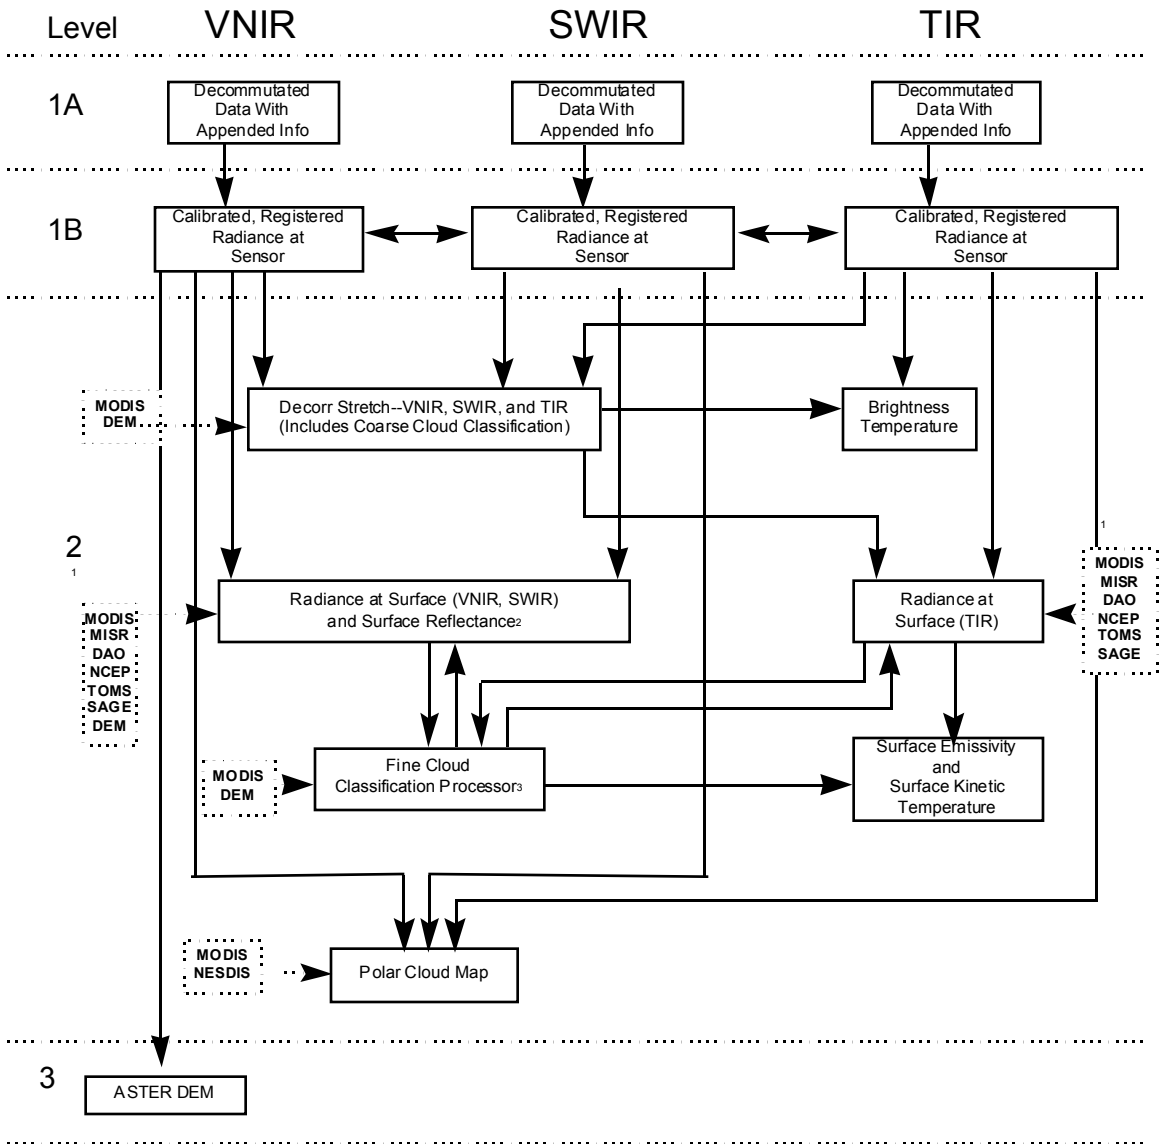 Level VNIR SWIR TIR
1A
Decommutated
Data With
Appended Info
Decommutated
Data With
Appended Info
Decommutated
Data With
Appended Info
1B
Calibrated, Registered
Radiance at
Sensor
Calibrated, Registered
Radiance at
Sensor
Calibrated, Registered
Radiance at
Sensor
MODIS
DEM
Decorr Stretch--VNIR, SWIR, and TIR
(Includes Coarse Cloud Classification)
Brightness
Temperature
2
1
MODIS
MISR
DAO
NCEP
TOMS
SAGE
DEM
Radiance at Surface (VNIR, SWIR)
and Surface Reflectance2
Radiance at
Surface (TIR)
1
MODIS
MISR
DAO
NCEP
TOMS
SAGE
MODIS
DEM
Fine Cloud
Classification Processor3
Surface Emissivity
and
Surface Kinetic
Temperature
MODIS
NESDIS
Polar Cloud Map
3
ASTER DEM